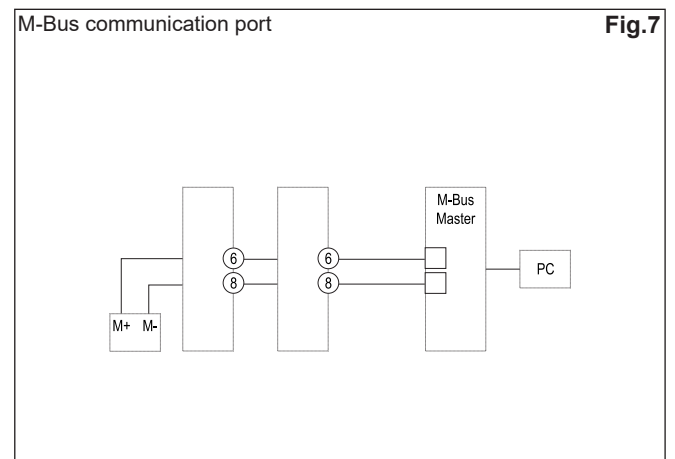 M-Bus communication port
Fig.7
M-Bus
Master
6
6
8
8
PC
M+ M-